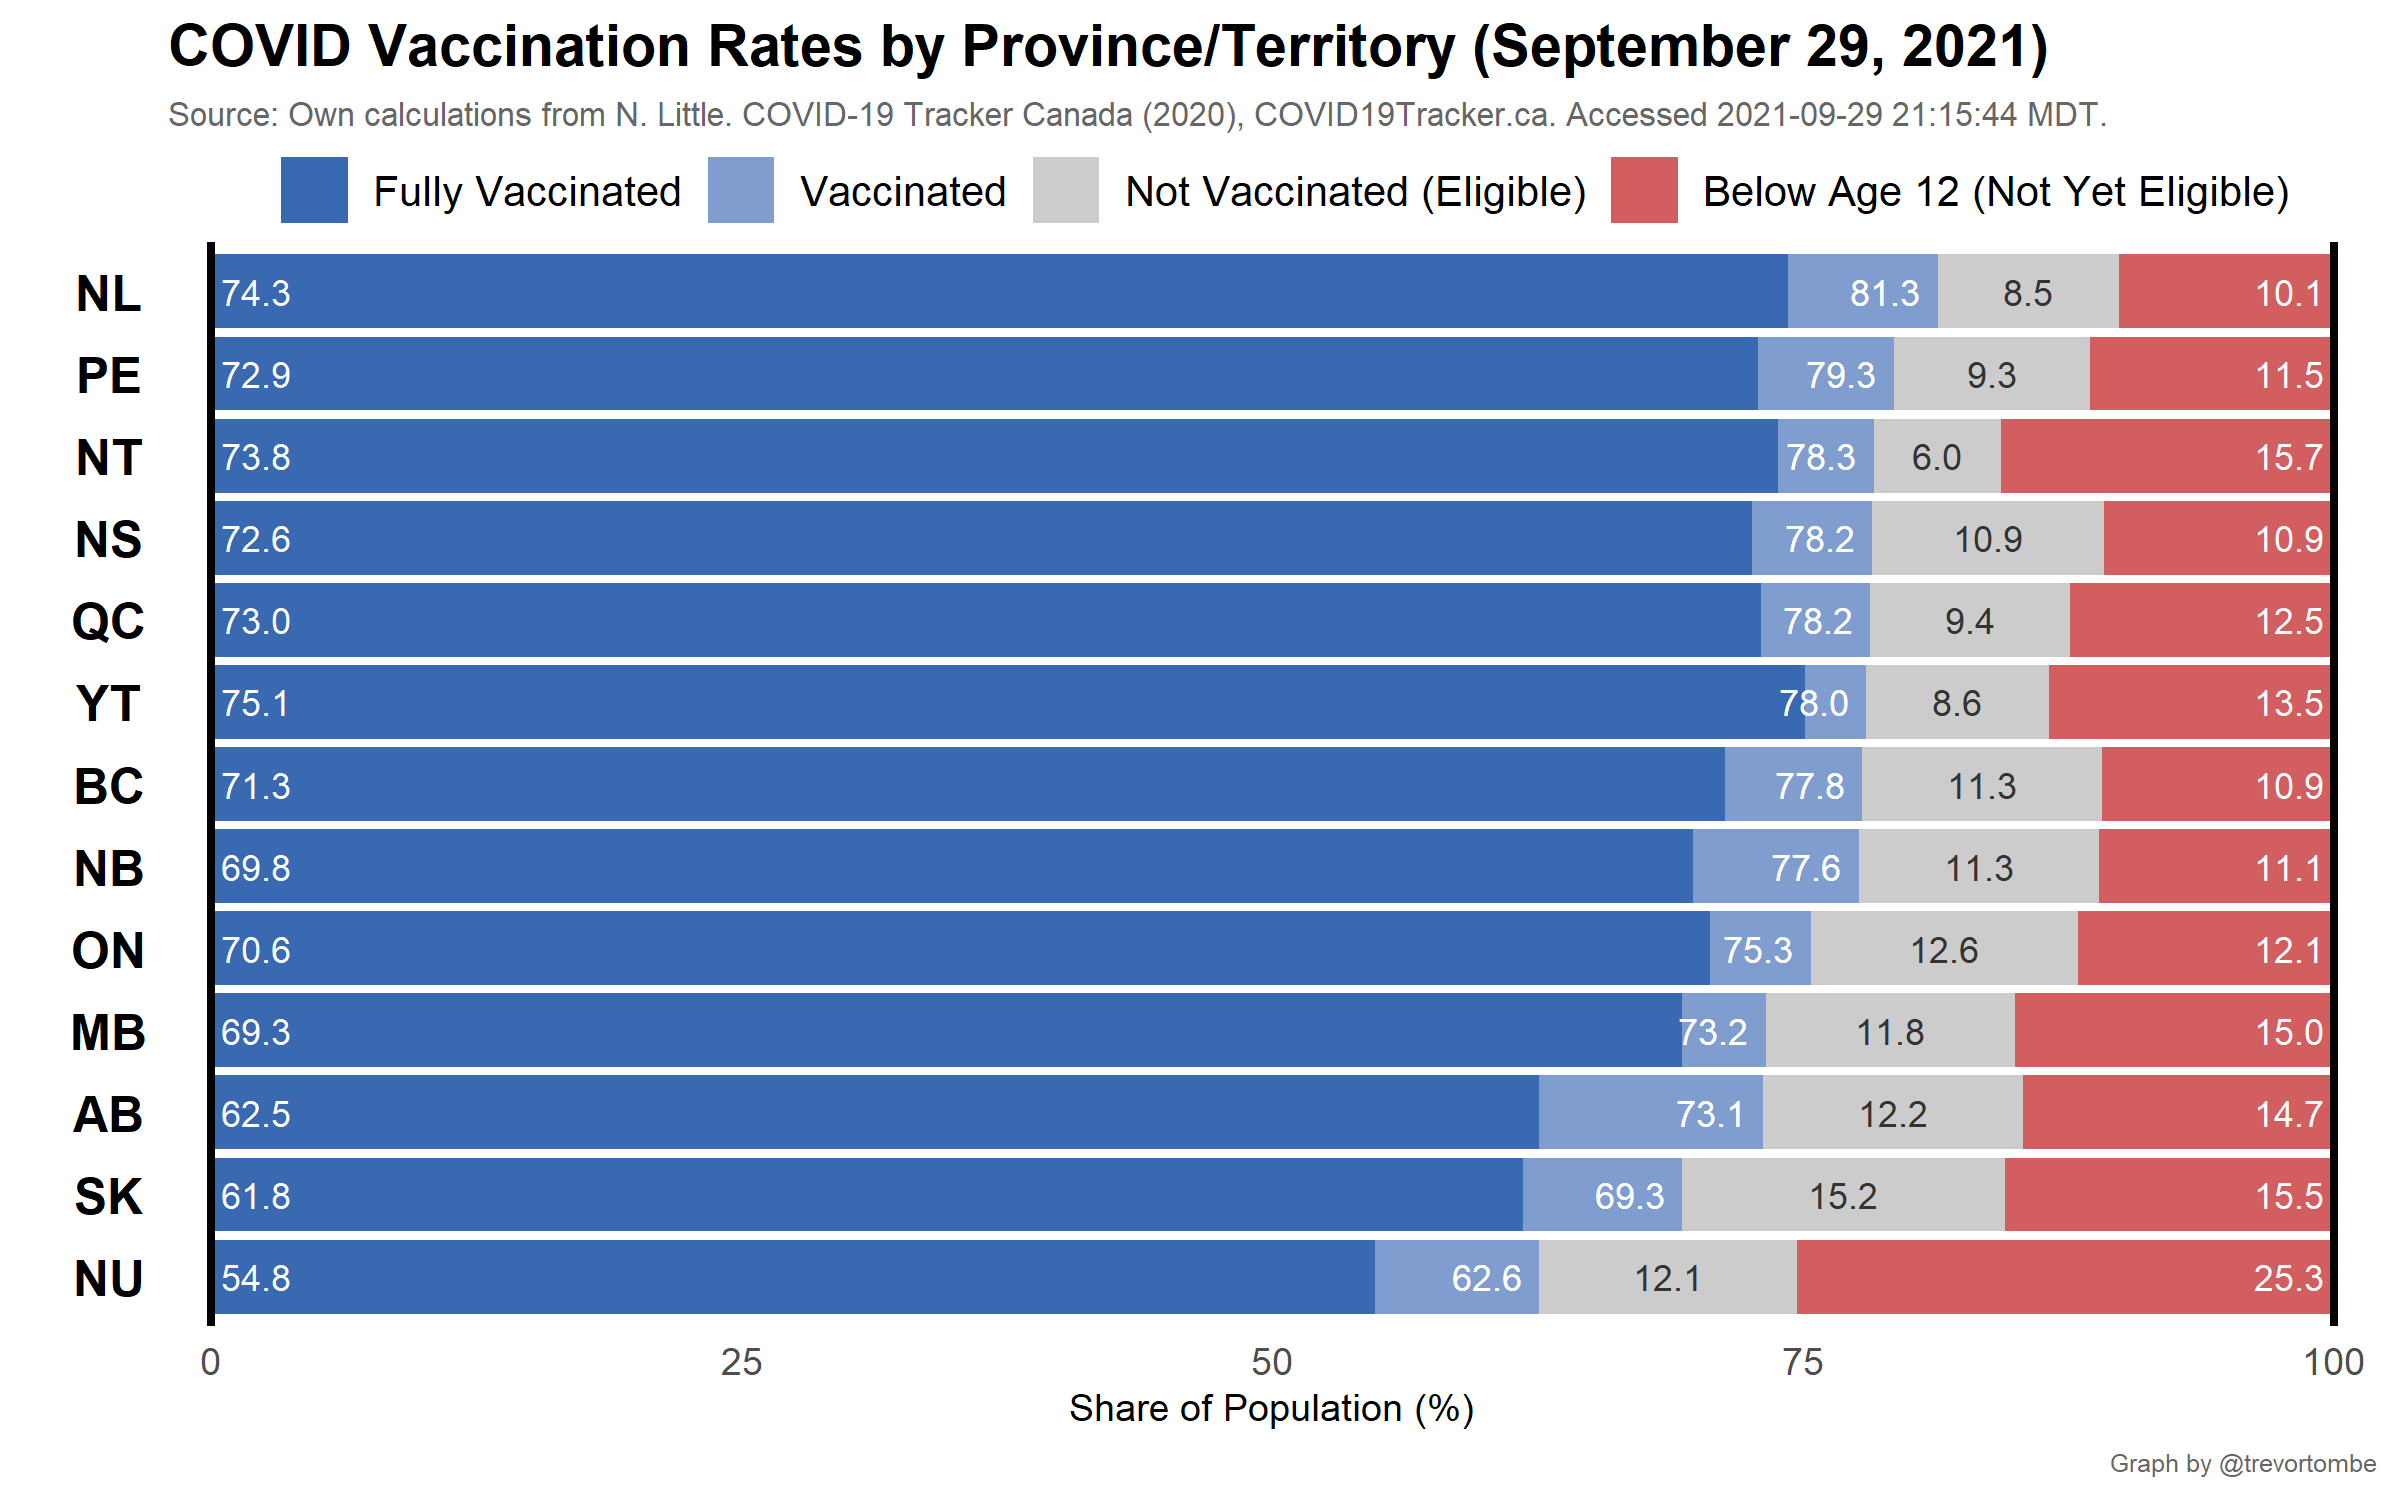 COVID Vaccination Rates by Province/Territory (September 29, 2021)
Source: Own calculations from N. Little. COVID-19 Tracker Canada (2020), COVID19Tracker.ca. Accessed 2021-09-29 21:15:44 MDT.
Fully Vaccinated Vaccinated Not Vaccinated (Eligible) Below Age 12 (Not Yet Eligible)
NL 74.3 81.3 8.5 10.1
PE 72.9 79.3 9.3 11.5
NT 73.8 78.3 6.0 15.7
NS 72.6 78.2 10.9 10.9
QC 73.0 78.2 9.4 12.5
YT 75.1 78.0 8.6 13.5
BC 71.3 77.8 11.3 10.9
NB 69.8 77.6 11.3 11.1
ON 70.6 75.3 12.6 12.1
MB 69.3 73.2 11.8 15.0
AB 62.5 73.1 12.2 14.7
SK 61.8 69.3 15.2 15.5
NU 54.8 62.6 12.1 25.3
0 25 50 75 100
Share of Population (%)
Graph by @trevortombe